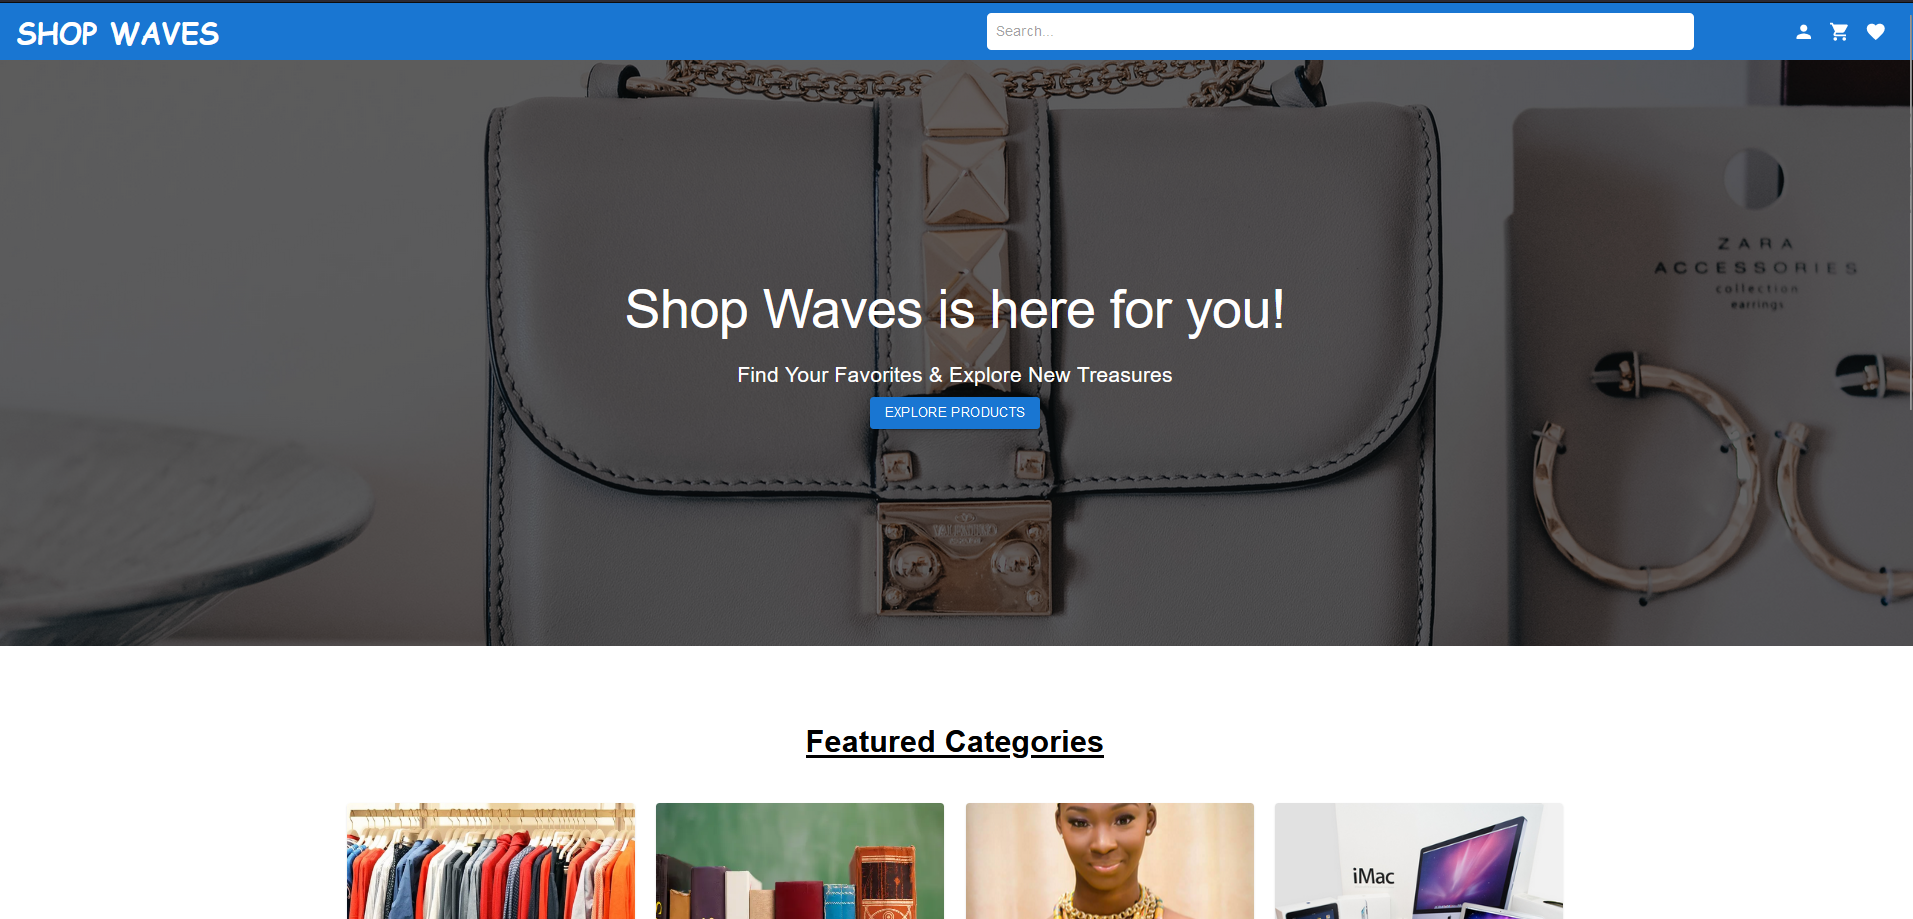 SHOP WAVES
Search...
ZARA
ACCESSORIES
collection
earrings
Shop Waves is here for you!
Find Your Favorites & Explore New Treasures
EXPLORE PRODUCTS
VALENTINO
Featured Categories
iMac